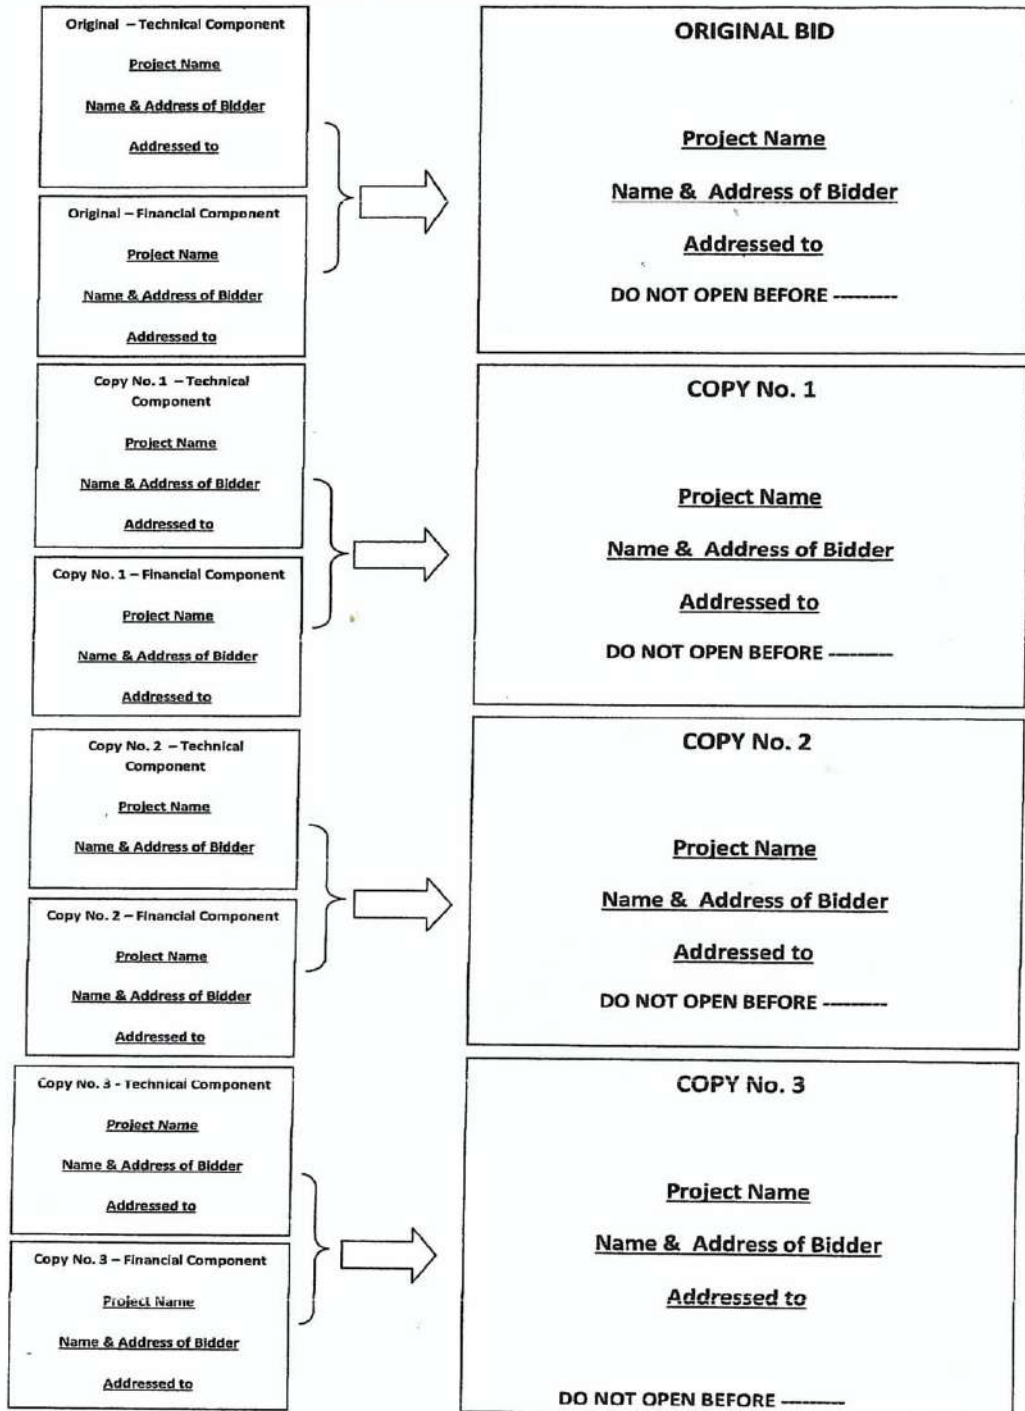 Original – Technical Component
Project Name
Name & Address of Bidder
Addressed to
Original – Financial Component
Project Name
Name & Address of Bidder
Addressed to
ORIGINAL BID
Project Name
Name & Address of Bidder
Addressed to
DO NOT OPEN BEFORE ---------
Copy No. 1 – Technical
Component
Project Name
Name & Address of Bidder
Addressed to
Copy No. 1 – Financial Component
Project Name
Name & Address of Bidder
Addressed to
COPY No. 1
Project Name
Name & Address of Bidder
Addressed to
DO NOT OPEN BEFORE ---------
Copy No. 2 – Technical
Component
Project Name
Name & Address of Bidder
Copy No. 2 – Financial Component
Project Name
Name & Address of Bidder
Addressed to
COPY No. 2
Project Name
Name & Address of Bidder
Addressed to
DO NOT OPEN BEFORE ---------
Copy No. 3 - Technical Component
Project Name
Name & Address of Bidder
Addressed to
Copy No. 3 – Financial Component
Project Name
Name & Address of Bidder
Addressed to
COPY No. 3
Project Name
Name & Address of Bidder
Addressed to
DO NOT OPEN BEFORE ---------